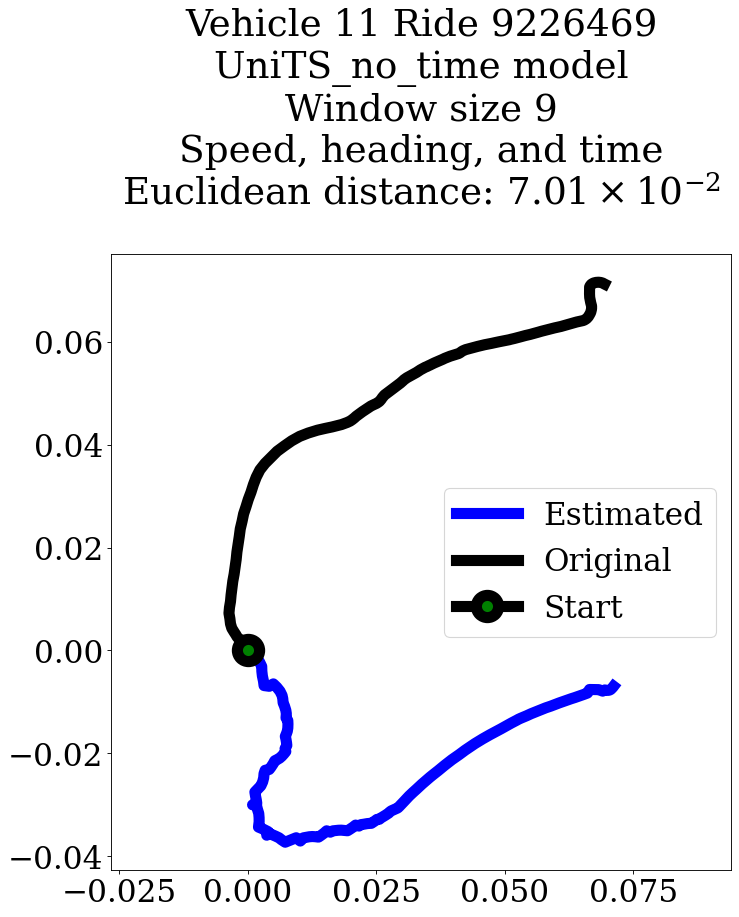 Vehicle 11 Ride 9226469
UniTS_no_time model
Window size 9
Speed, heading, and time
Euclidean distance: 7.01 × 10⁻²
0.06
0.04
0.02
0.00
−0.02
−0.04
Estimated
Original
Start
−0.025 0.000 0.025 0.050 0.075